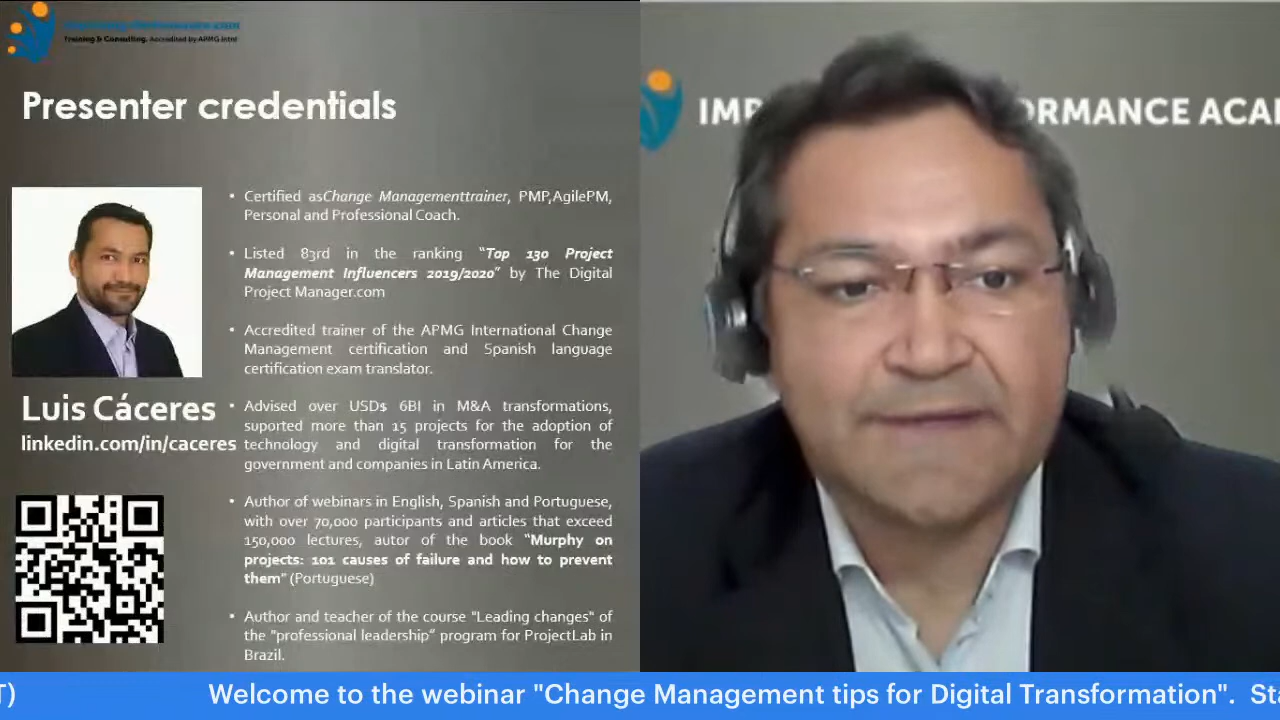 Training & Consulting. Accredited by APMG Intnl
Presenter credentials
• Certified asChange Managementtrainer, PMP,AgilePM,
Personal and Professional Coach.
• Listed 83rd in the ranking “Top 130 Project
Management Influencers 2019/2020” by The Digital
Project Manager.com
• Accredited trainer of the APMG International Change
Management certification and Spanish language
certification exam translator.
• Advised over USD$ 6BI in M&A transformations,
suported more than 15 projects for the adoption of
technology and digital transformation for the
government and companies in Latin America.
• Author of webinars in English, Spanish and Portuguese,
with over 70,000 participants and articles that exceed
150,000 lectures, autor of the book “Murphy on
projects: 101 causes of failure and how to prevent
them” (Portuguese)
• Author and teacher of the course "Leading changes" of
the "professional leadership” program for ProjectLab in
Brazil.
Luis Cáceres
linkedin.com/in/caceres
IMP ORMANCE ACA
T) Welcome to the webinar "Change Management tips for Digital Transformation". Sta